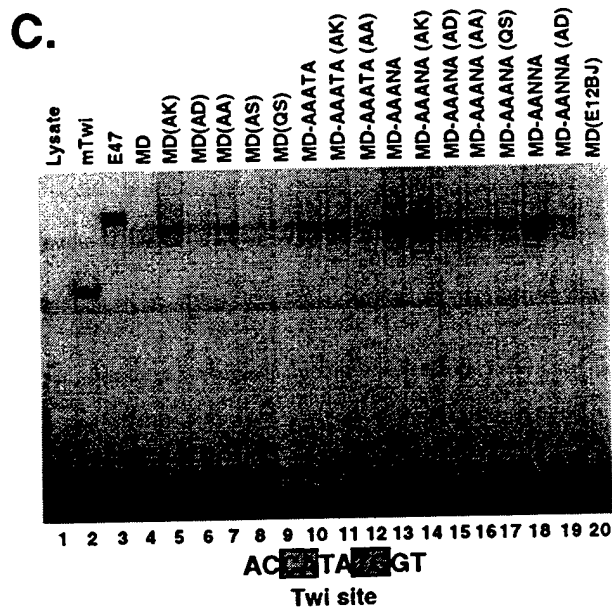 C.
Lysate
mTwi
E47
MD
MD(AK)
MD(AD)
MD(AA)
MD(AS)
MD(QS)
MD-AAATA
MD-AAATA (AK)
MD-AAATA (AA)
MD-AAANA
MD-AAANA (AK)
MD-AAANA (AD)
MD-AAANA (AA)
MD-AAANA (QS)
MD-AANNA
MD-AANNA (AD)
MD(E12BJ)
1 2 3 4 5 6 7 8 9 10 11 12 13 14 15 16 17 18 19 20
AC TA GT
Twi site